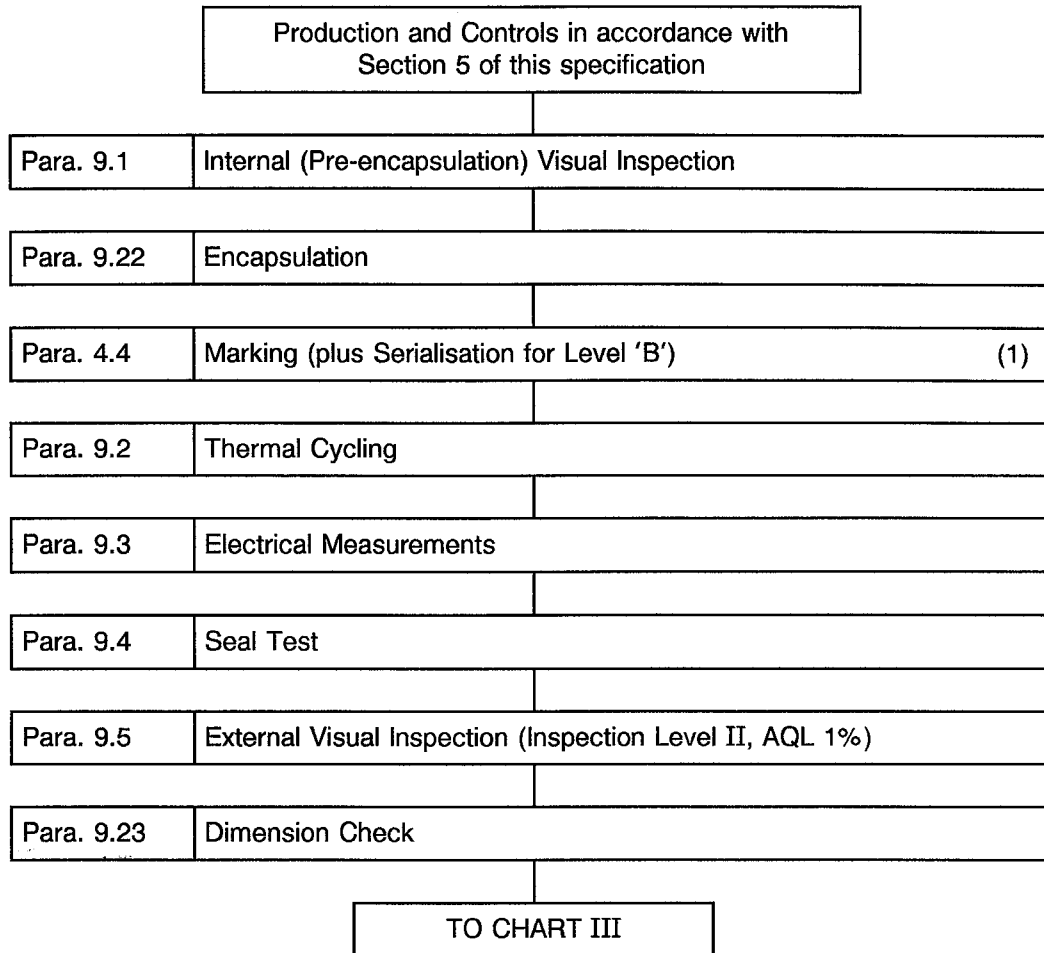 Production and Controls in accordance with
Section 5 of this specification
Para. 9.1 Internal (Pre-encapsulation) Visual Inspection
Para. 9.22 Encapsulation
Para. 4.4 Marking (plus Serialisation for Level ‘B’) (1)
Para. 9.2 Thermal Cycling
Para. 9.3 Electrical Measurements
Para. 9.4 Seal Test
Para. 9.5 External Visual Inspection (Inspection Level II, AQL 1%)
Para. 9.23 Dimension Check
TO CHART III